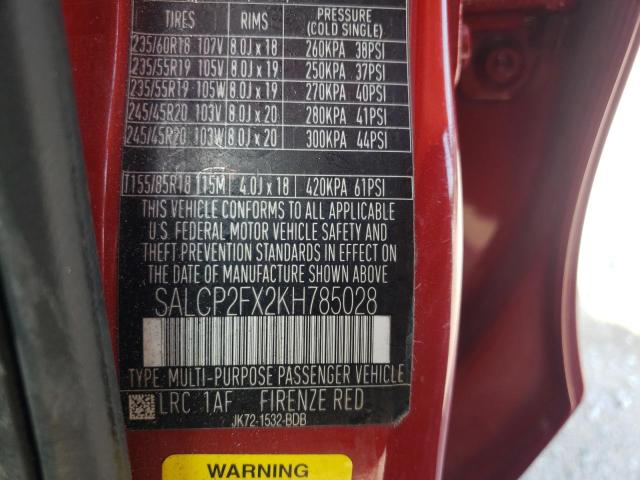 TIRES RIMS PRESSURE (COLD SINGLE)
235/60R18 107V 8.0J x 18 260KPA 38PSI
235/55R19 105V 8.0J x 19 250KPA 37PSI
235/55R19 105W 8.0J x 19 270KPA 40PSI
245/45R20 103V 8.0J x 20 280KPA 41PSI
245/45R20 103W 8.0J x 20 300KPA 44PSI
T155/85R18 115M 4.0J x 18 420KPA 61PSI
THIS VEHICLE CONFORMS TO ALL APPLICABLE
U.S. FEDERAL MOTOR VEHICLE SAFETY AND
THEFT PREVENTION STANDARDS IN EFFECT ON
THE DATE OF MANUFACTURE SHOWN ABOVE
SALCP2FX2KH785028
TYPE: MULTI-PURPOSE PASSENGER VEHICLE
LRC 1AF FIRENZE RED
JK72-1532-BDB
WARNING